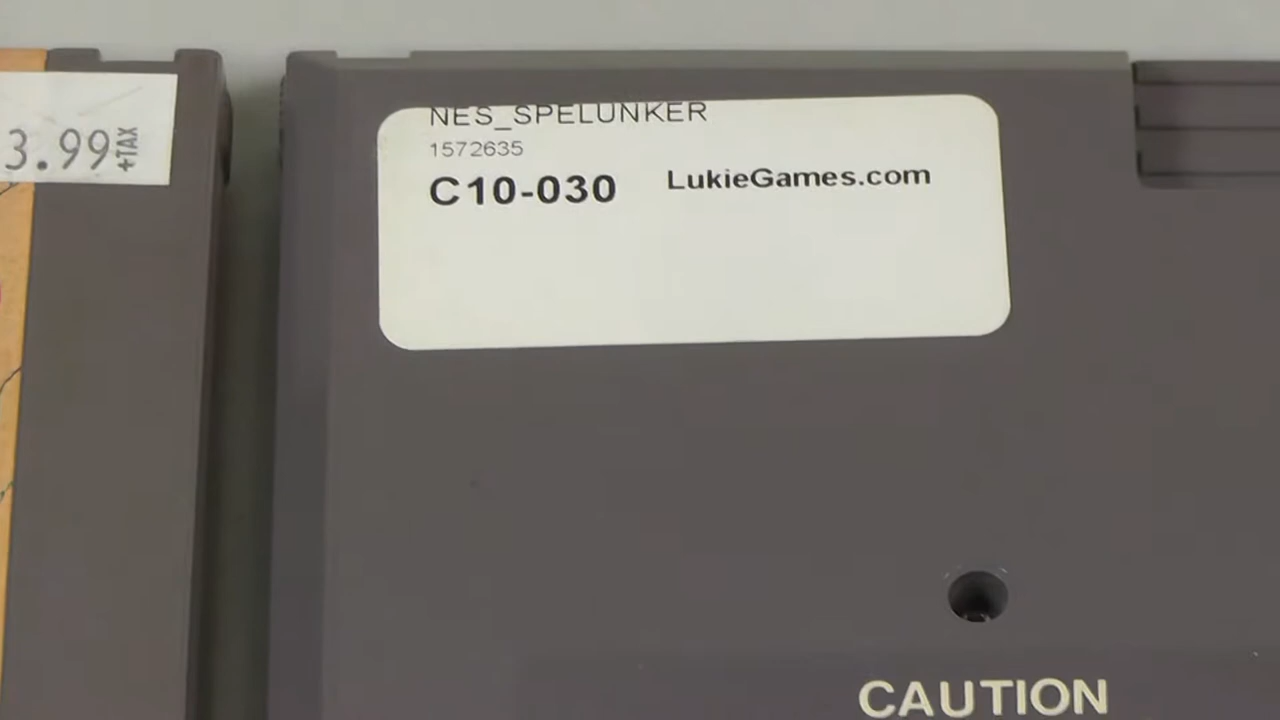 3.99 +TAX
NES_SPELUNKER
1572635
C10-030 LukieGames.com
CAUTION